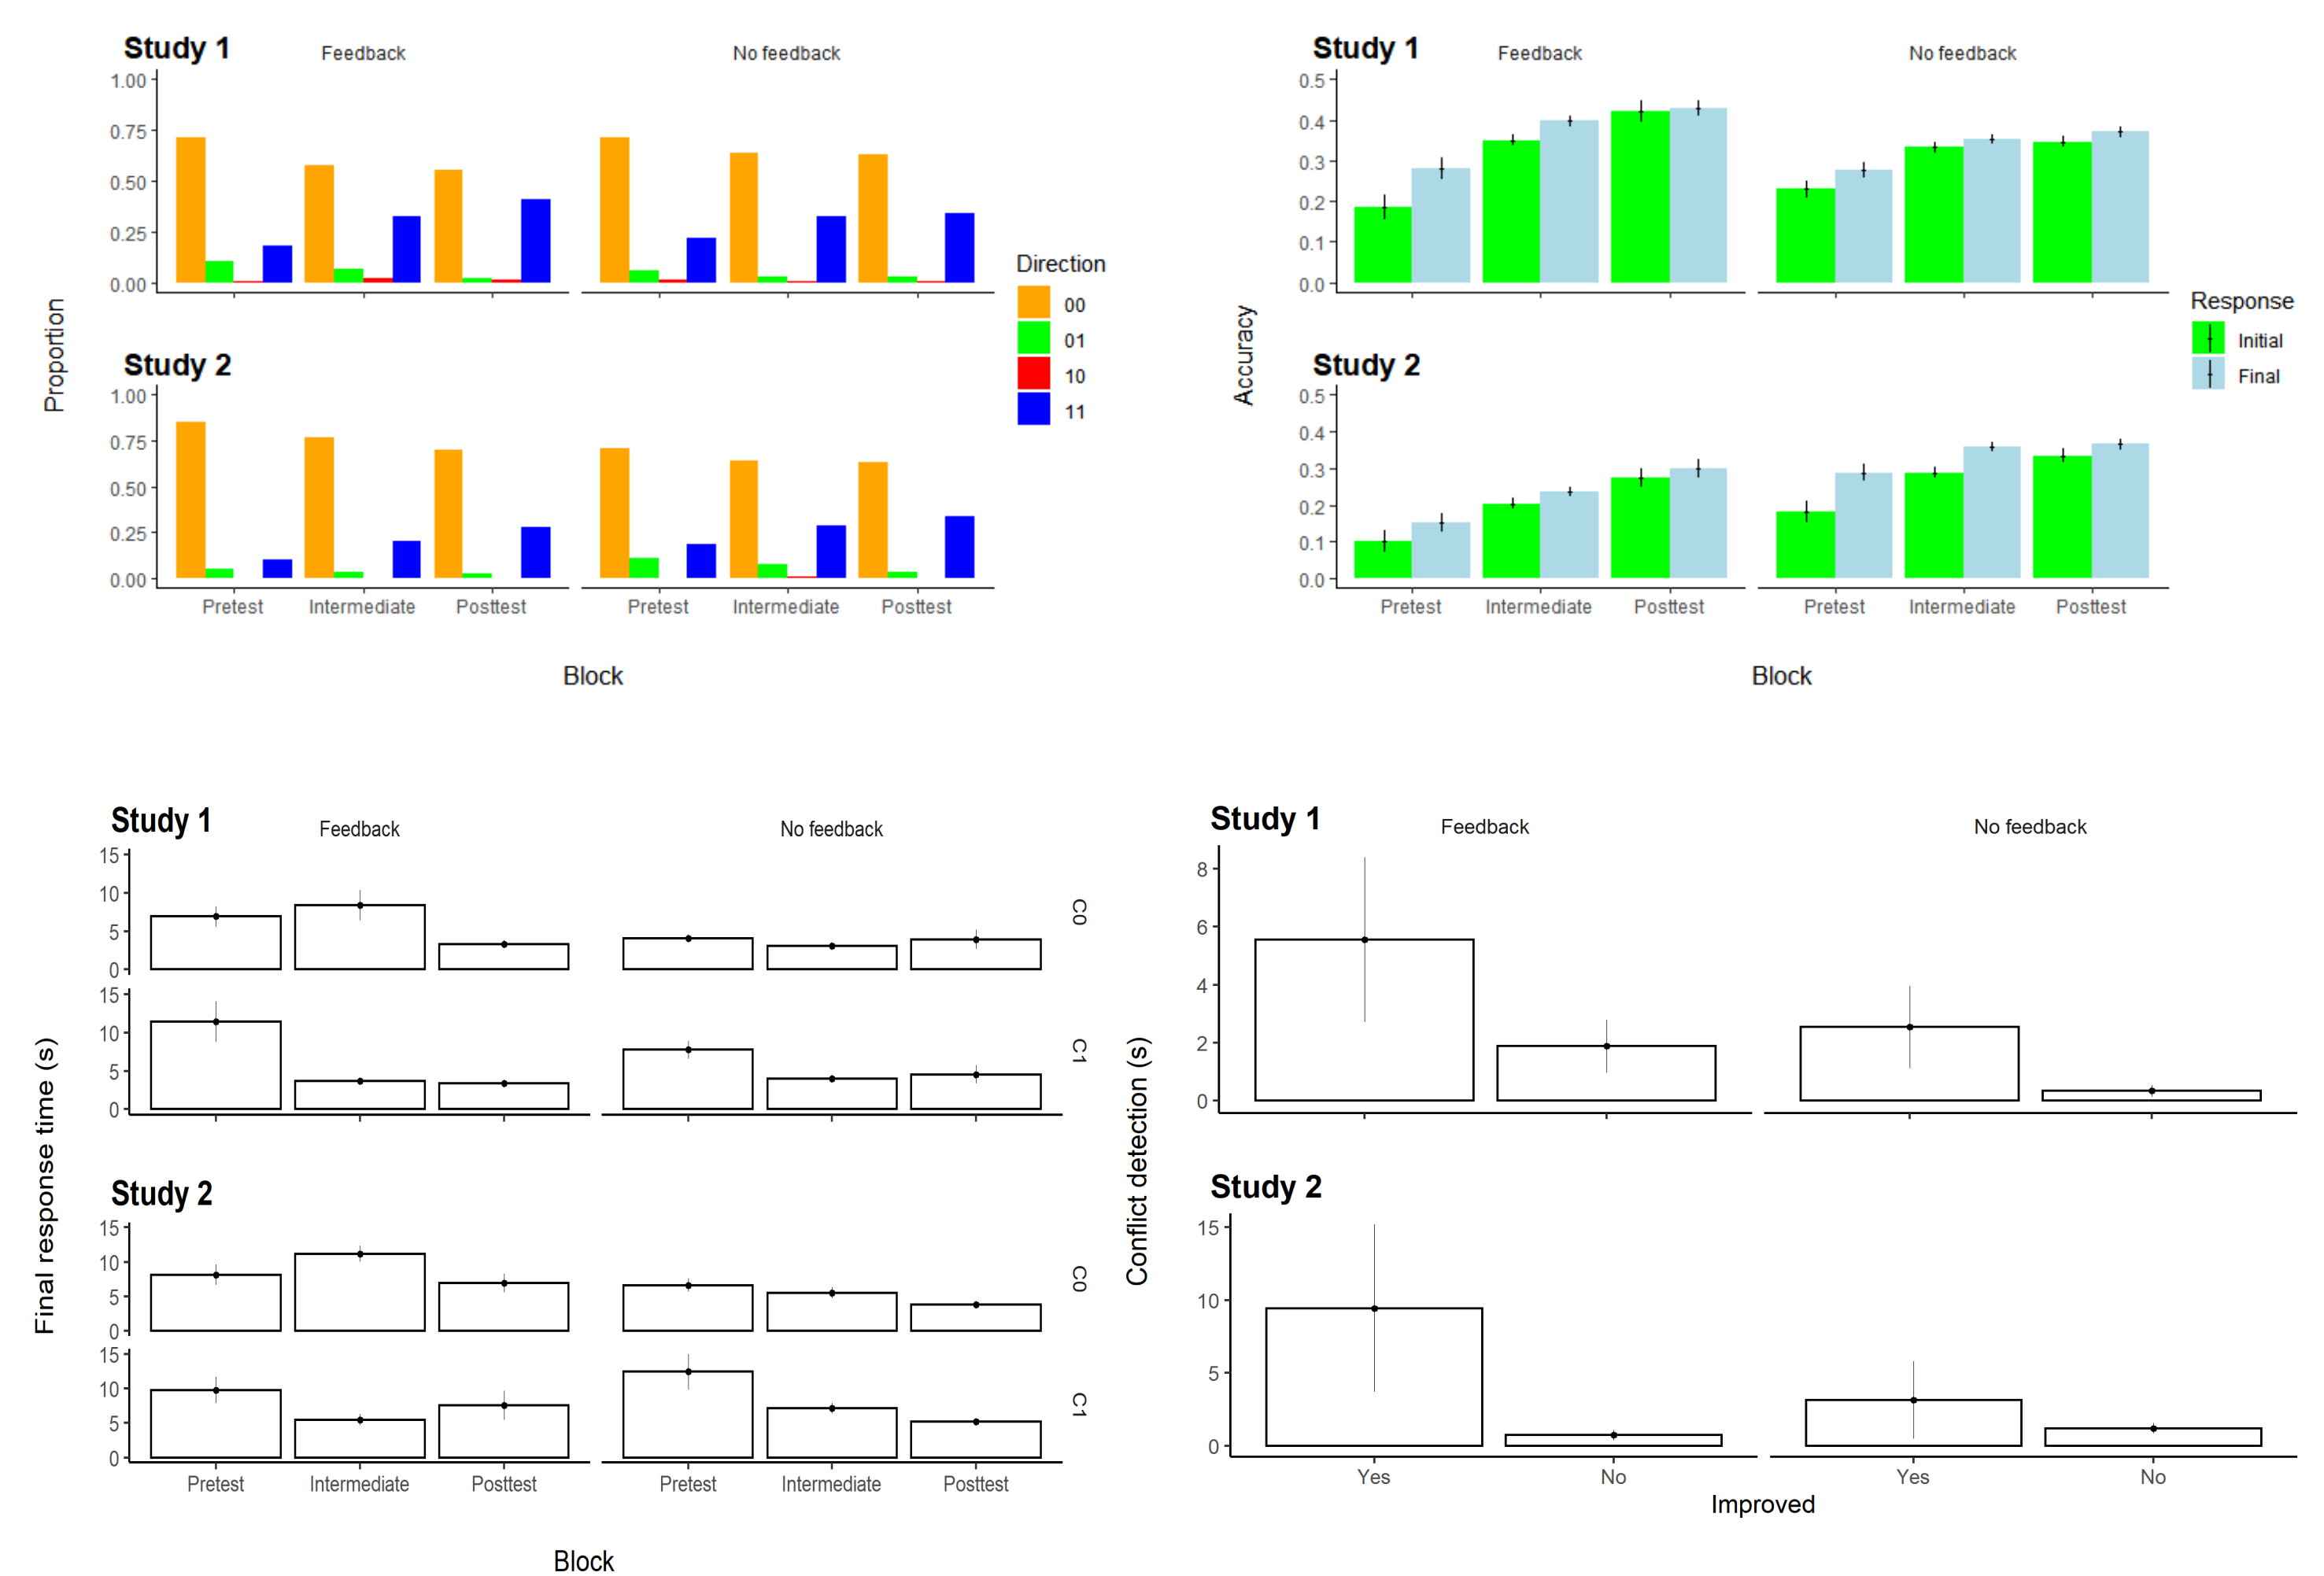 Study 1
Feedback
No feedback
1.00
0.75
0.50
0.25
0.00
Proportion
Study 2
1.00
0.75
0.50
0.25
0.00
Pretest Intermediate Posttest Pretest Intermediate Posttest
Block
Direction
00
01
10
11
Study 1
Feedback
No feedback
0.5
0.4
0.3
0.2
0.1
0.0
Accuracy
Study 2
0.5
0.4
0.3
0.2
0.1
0.0
Pretest Intermediate Posttest Pretest Intermediate Posttest
Block
Response
Initial
Final
Study 1
Feedback
No feedback
15
10
5
0
C0
15
10
5
0
C1
Final response time (s)
Study 2
15
10
5
0
C0
15
10
5
0
C1
Pretest Intermediate Posttest Pretest Intermediate Posttest
Block
Study 1
Feedback
No feedback
8
6
4
2
0
Conflict detection (s)
Study 2
15
10
5
0
Yes No Yes No
Improved